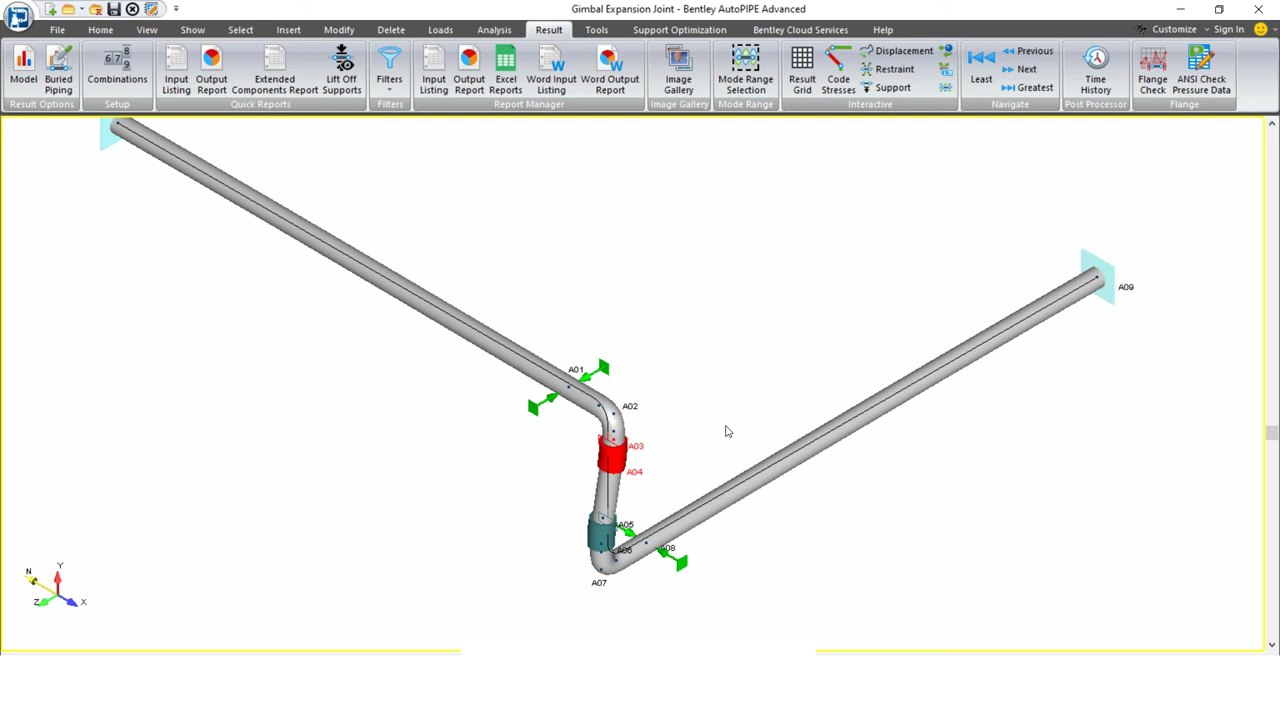 Gimbal Expansion Joint - Bentley AutoPIPE Advanced
File Home View Show Select Insert Modify Delete Loads Analysis Result Tools Support Optimization Bentley Cloud Services Help Customize Sign In
Model
Buried Piping
Result Options
8
6 7 9
9
Combinations
Setup
Input Listing
Output Report
Extended Components Report
Lift Off Supports
Quick Reports
Filters
Filters
Input Listing
Output Report
Excel Reports
Word Input Listing
Word Output Report
Report Manager
Image Gallery
Image Gallery
Mode Range Selection
Mode Range
Result Grid
Code Stresses
Displacement
Restraint
Support
Interactive
Least
Previous
Next
Greatest
Navigate
Time History
Post Processor
Flange Check
ANSI Check Pressure Data
Flange
A09
A01
A02
A03
A04
A05
A08
A06
A07
N
Y
Z
X